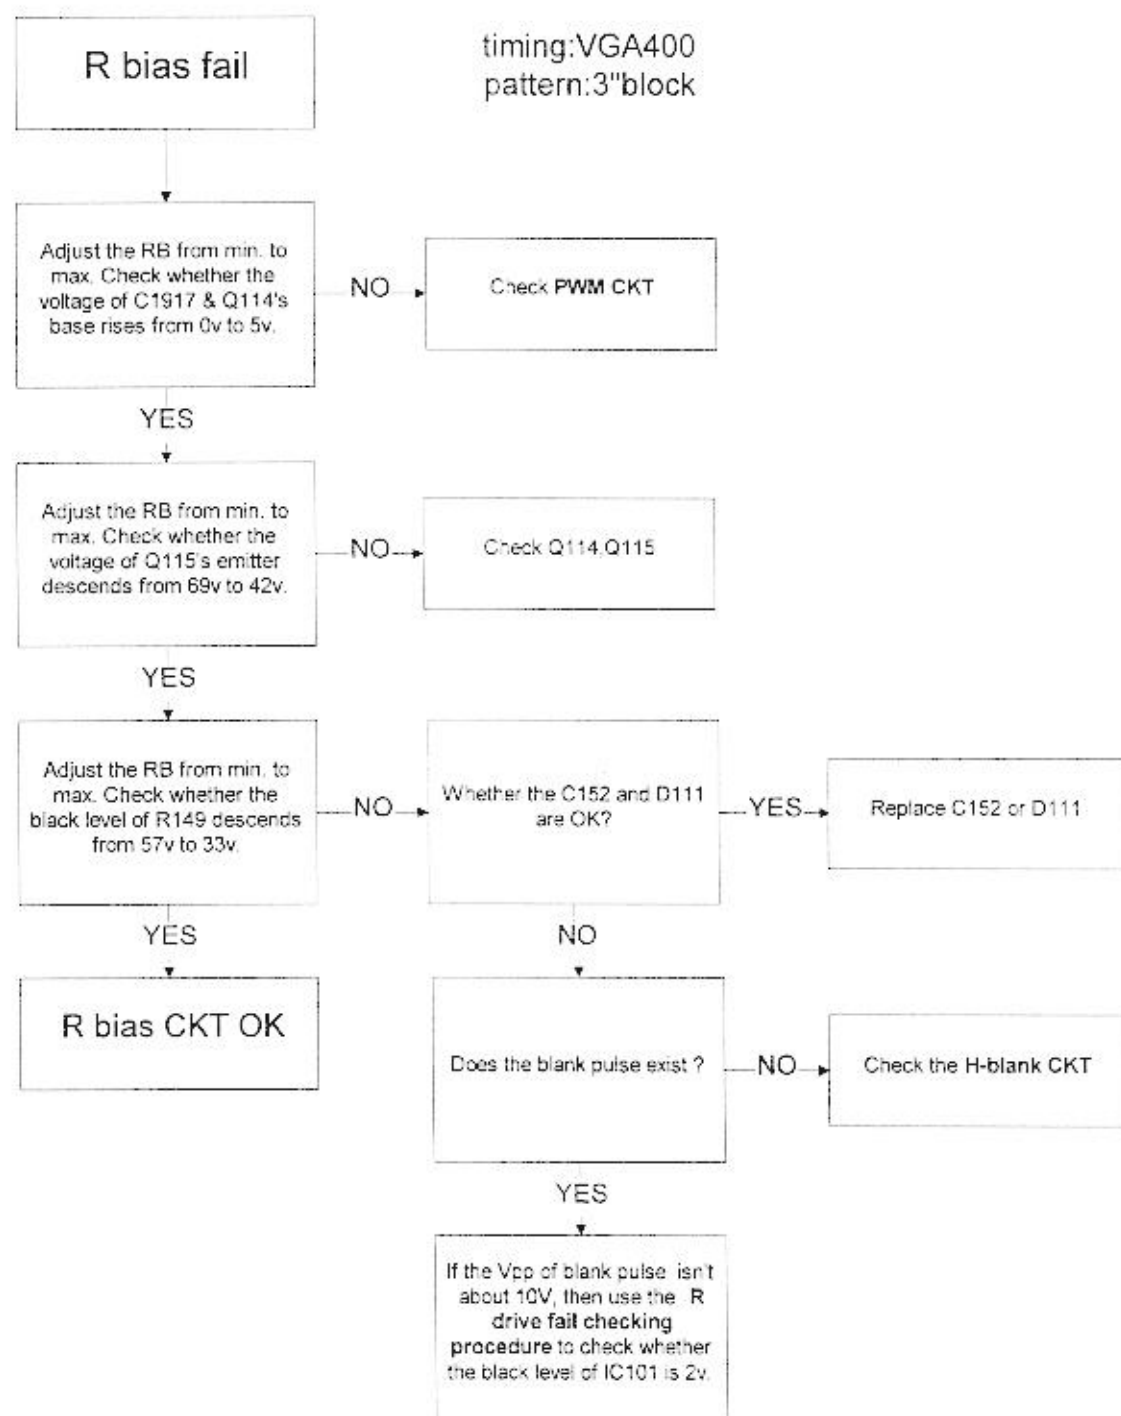 R bias fail
timing:VGA400
pattern:3"block
Adjust the RB from min. to
max. Check whether the
voltage of C1917 & Q114's
base rises from 0v to 5v.
NO
Check PWM CKT
YES
Adjust the RB from min. to
max. Check whether the
voltage of Q115's emitter
descends from 69v to 42v.
NO
Check Q114,Q115
YES
Adjust the RB from min. to
max. Check whether the
black level of R149 descends
from 57v to 33v.
NO
Whether the C152 and D111
are OK?
YES
Replace C152 or D111
YES
NO
R bias CKT OK
Does the blank pulse exist ?
NO
Check the H-blank CKT
YES
If the Vpp of blank pulse isn't
about 10V, then use the R
drive fail checking
procedure to check whether
the black level of IC101 is 2v.